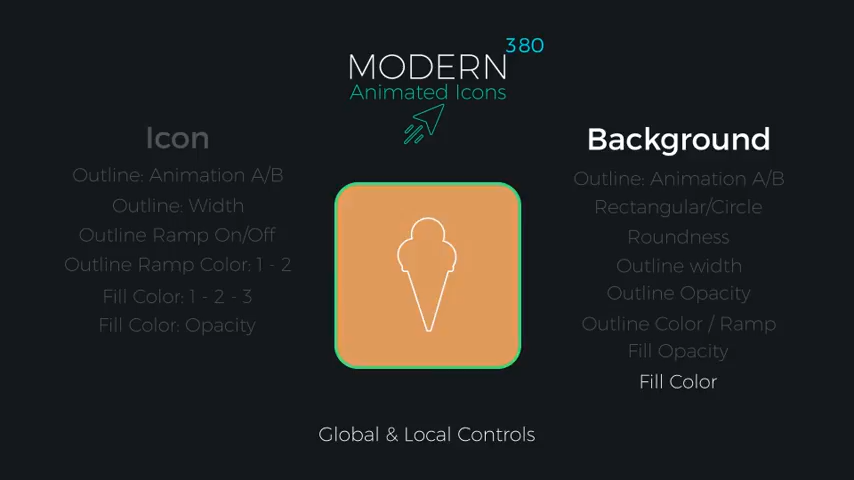 380
MODERN
Animated Icons
Icon
Outline: Animation A/B
Outline: Width
Outline Ramp On/Off
Outline Ramp Color: 1 - 2
Fill Color: 1 - 2 - 3
Fill Color: Opacity
Background
Outline: Animation A/B
Rectangular/Circle
Roundness
Outline width
Outline Opacity
Outline Color / Ramp
Fill Opacity
Fill Color
Global & Local Controls